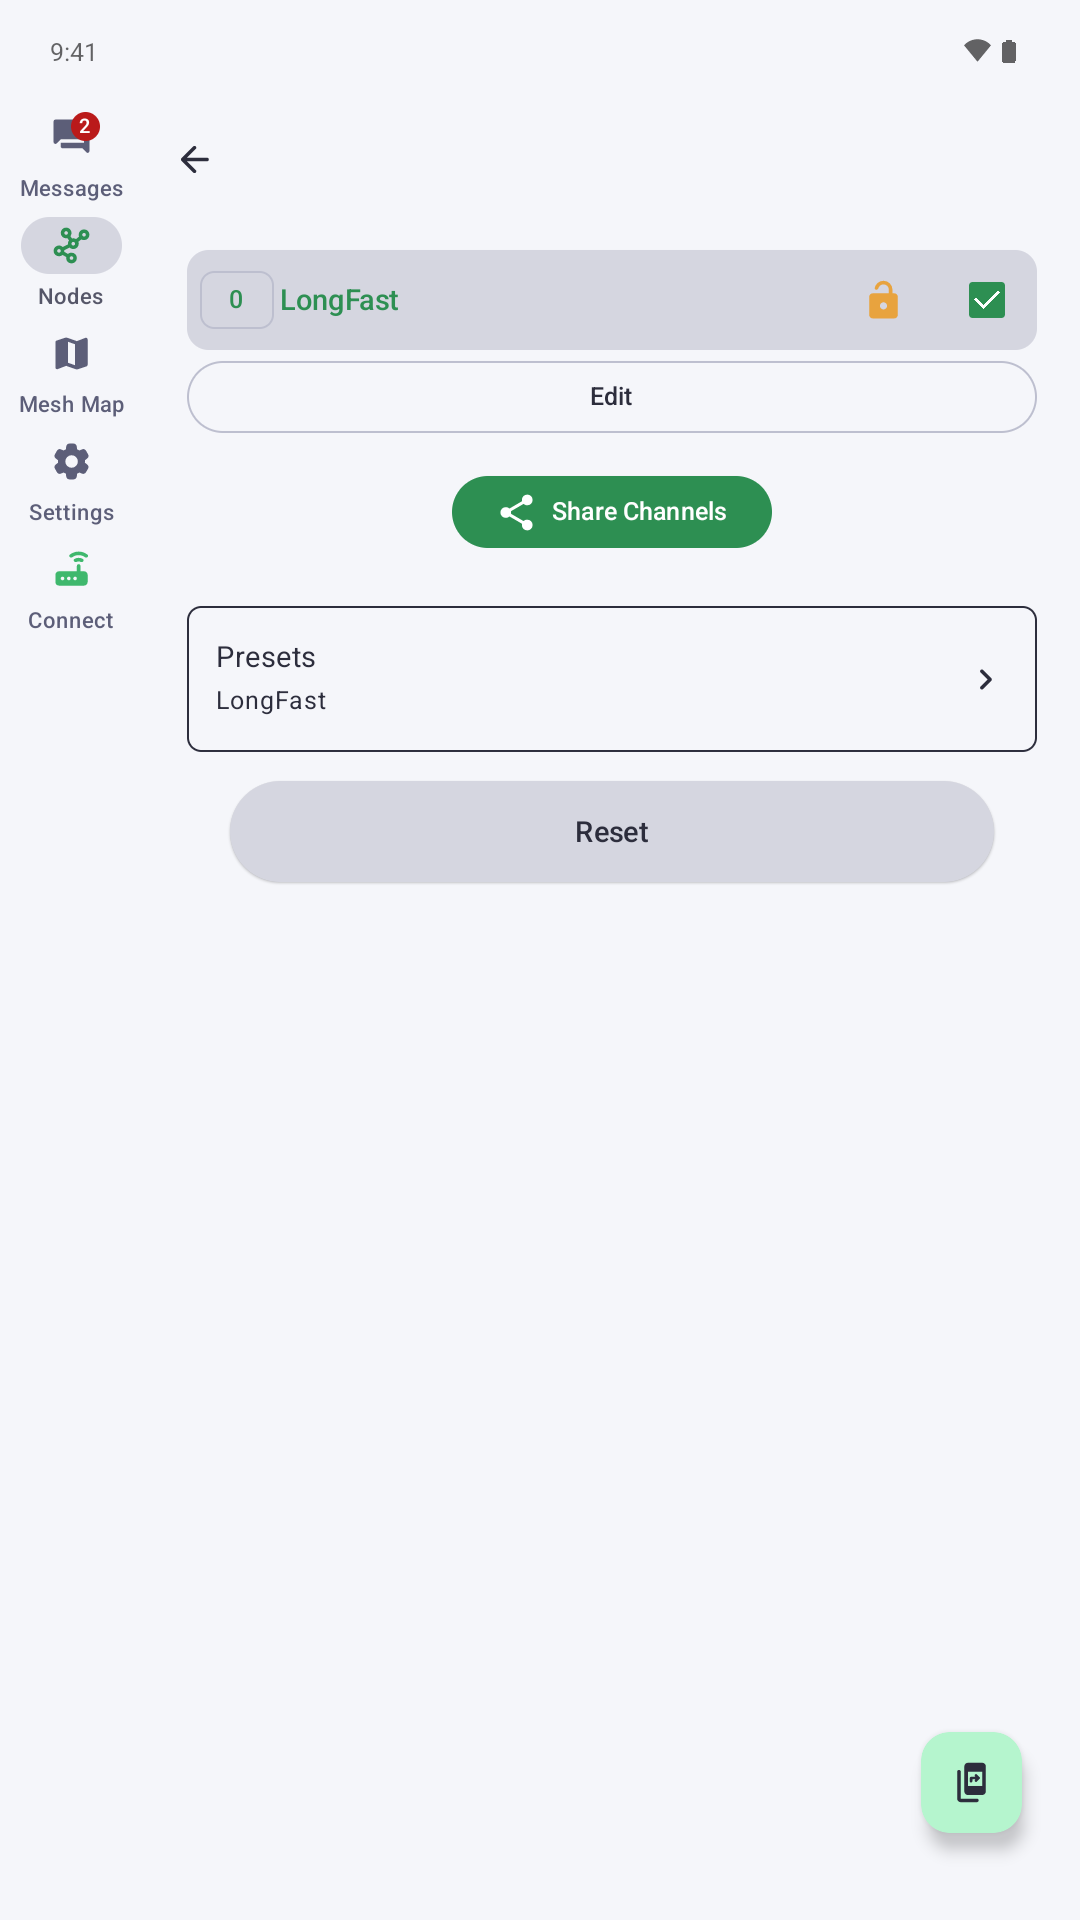 9:41
2
Messages
Nodes
Mesh Map
Settings
Connect
0 LongFast
Edit
Share Channels
Presets
LongFast
Reset